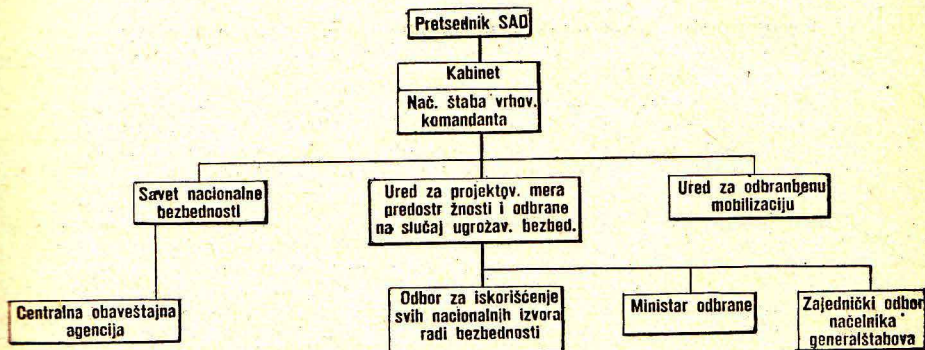 Pretsednik SAD
Kabinet
Nač. štaba vrhov.
komandanta
Savet nacionalne
bezbednosti
Ured za projektov. mera
predostr žnosti i odbrane
na slučaj ugrožav. bezbed.
Ured za odbranbenu
mobilizaciju
Centralna obaveštajna
agencija
Odbor za iskorišćenje
svih nacionalnih izvora
radi bezbednosti
Ministar odbrane
Zajednički odbor
načelnika
generalštabova